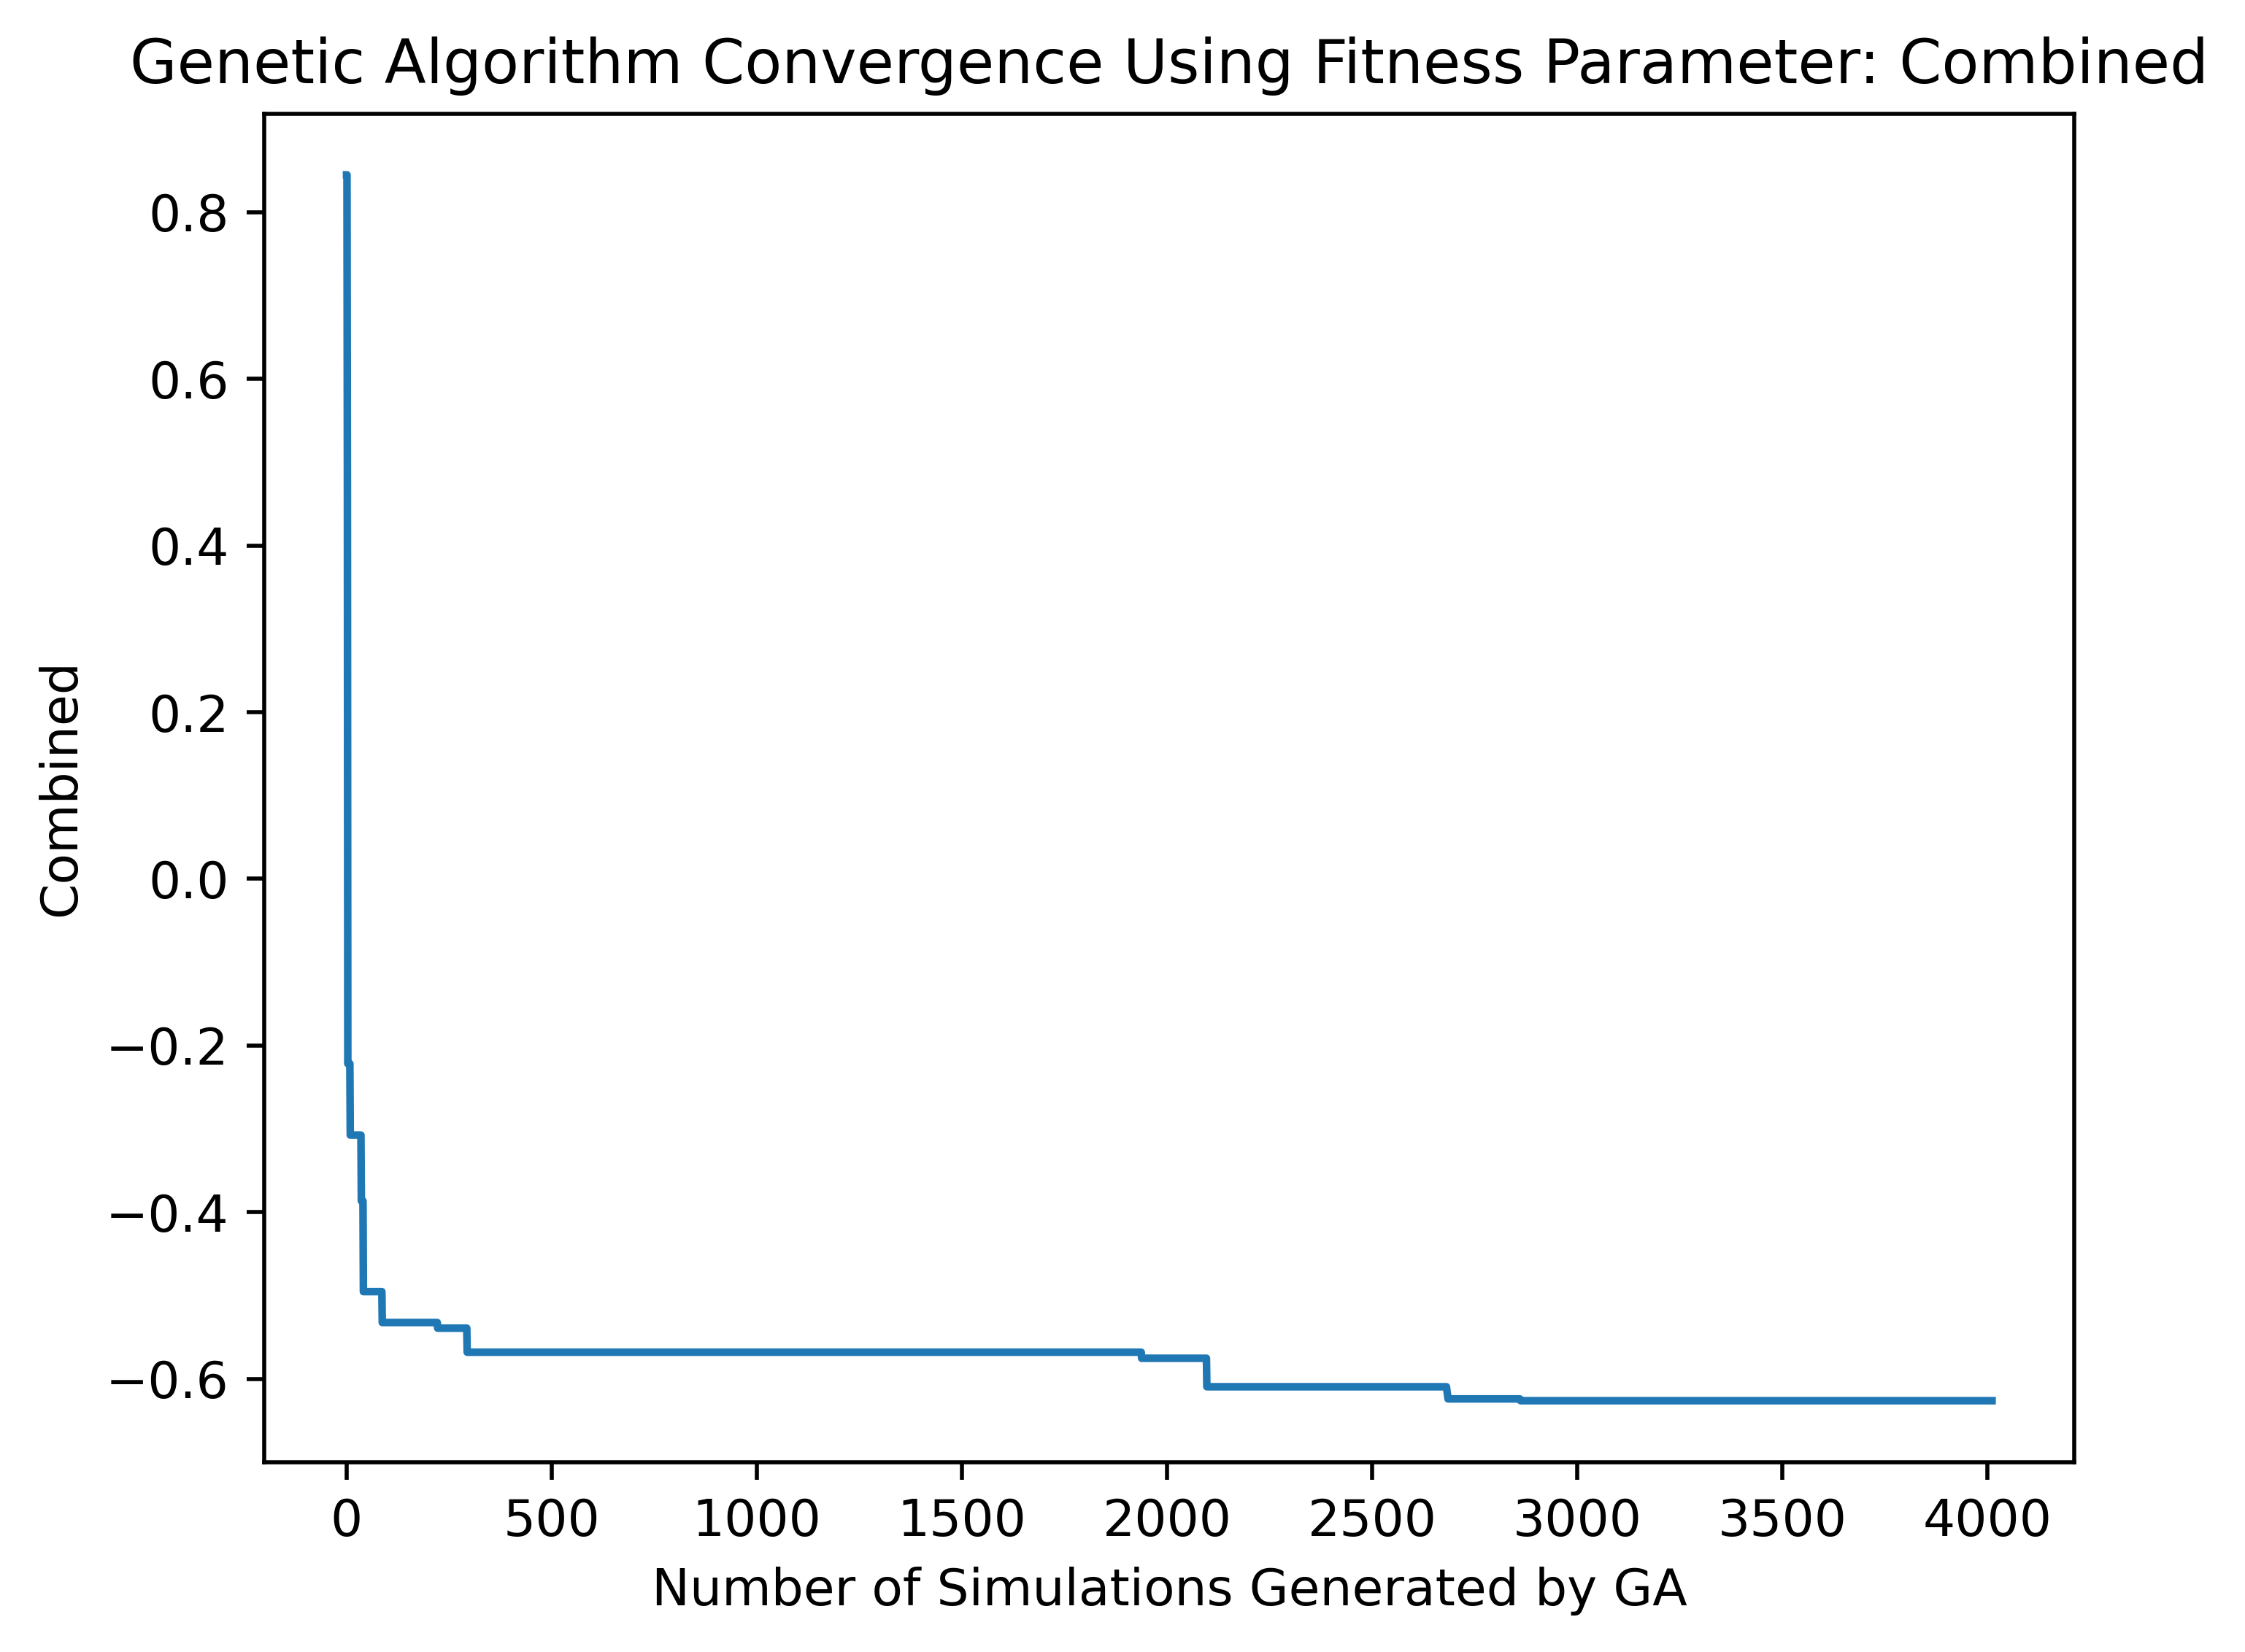 Genetic Algorithm Convergence Using Fitness Parameter: Combined
Combined
0.8
0.6
0.4
0.2
0.0
−0.2
−0.4
−0.6
0 500 1000 1500 2000 2500 3000 3500 4000
Number of Simulations Generated by GA